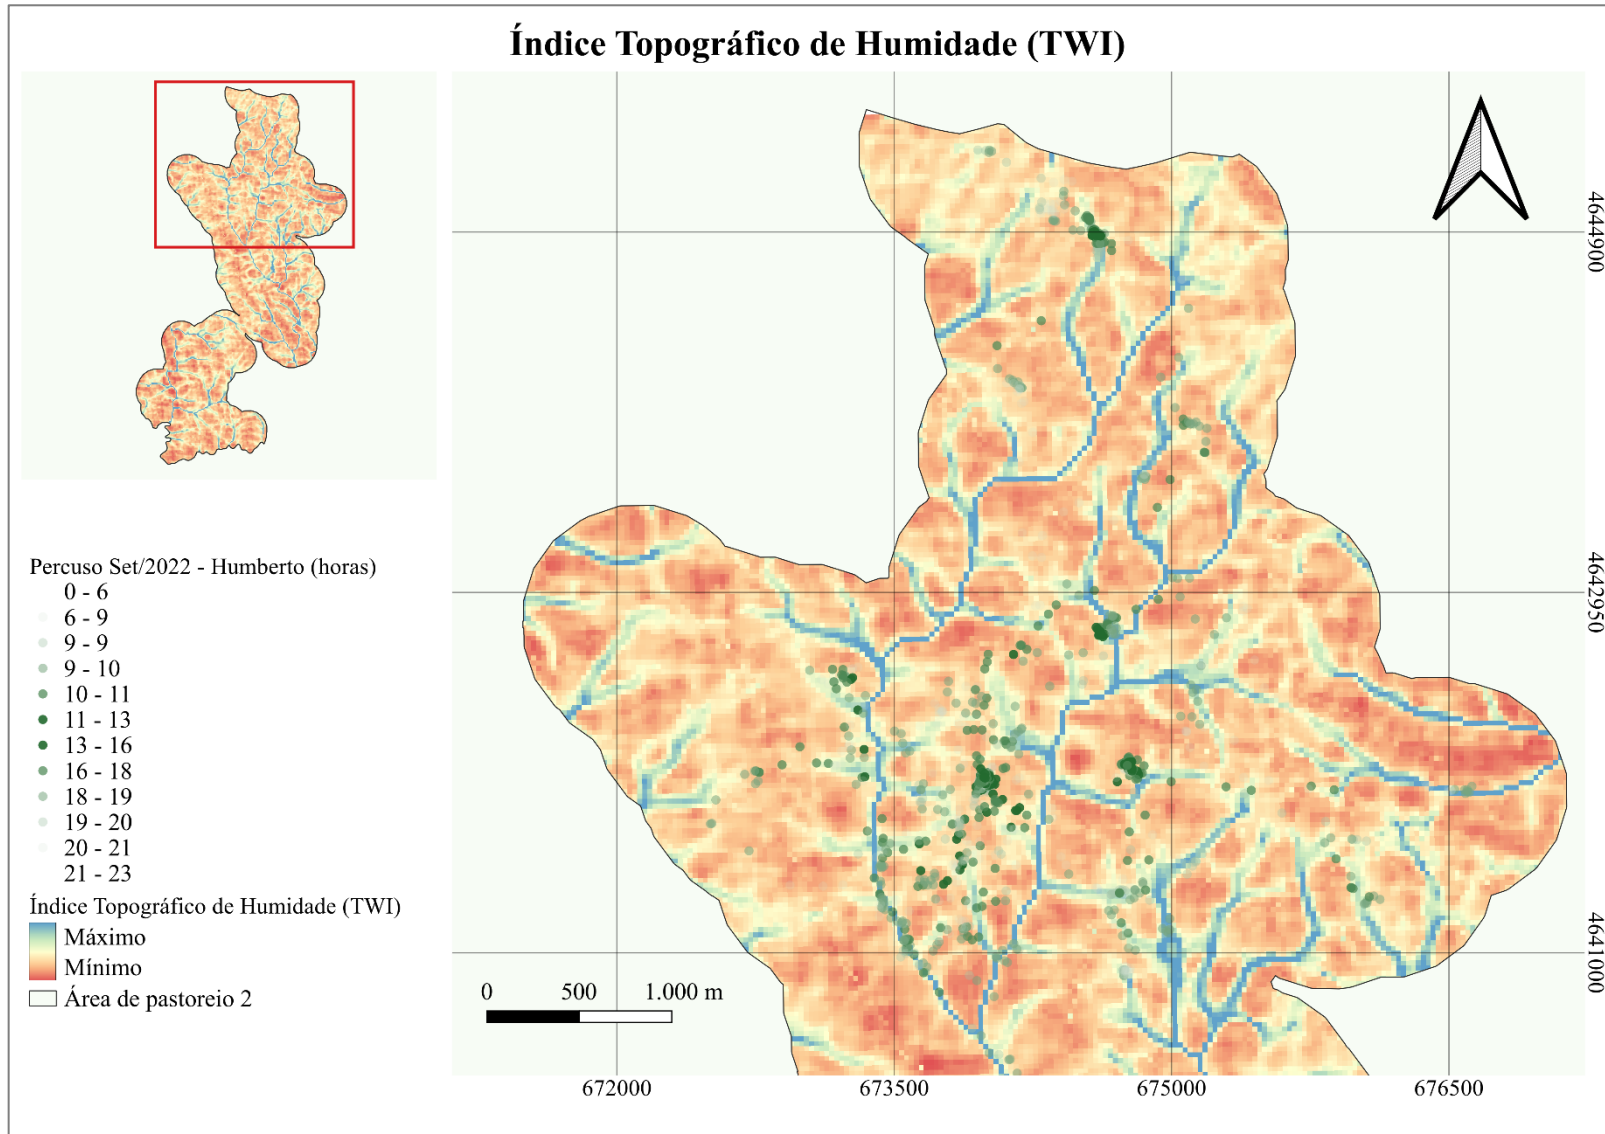 Índice Topográfico de Humidade (TWI)
4644900
4642950
4641000
Percuso Set/2022 - Humberto (horas)
0 - 6
6 - 9
9 - 9
9 - 10
10 - 11
11 - 13
13 - 16
16 - 18
18 - 19
19 - 20
20 - 21
21 - 23
Índice Topográfico de Humidade (TWI)
Máximo
Mínimo
Área de pastoreio 2
0 500 1.000 m
672000 673500 675000 676500